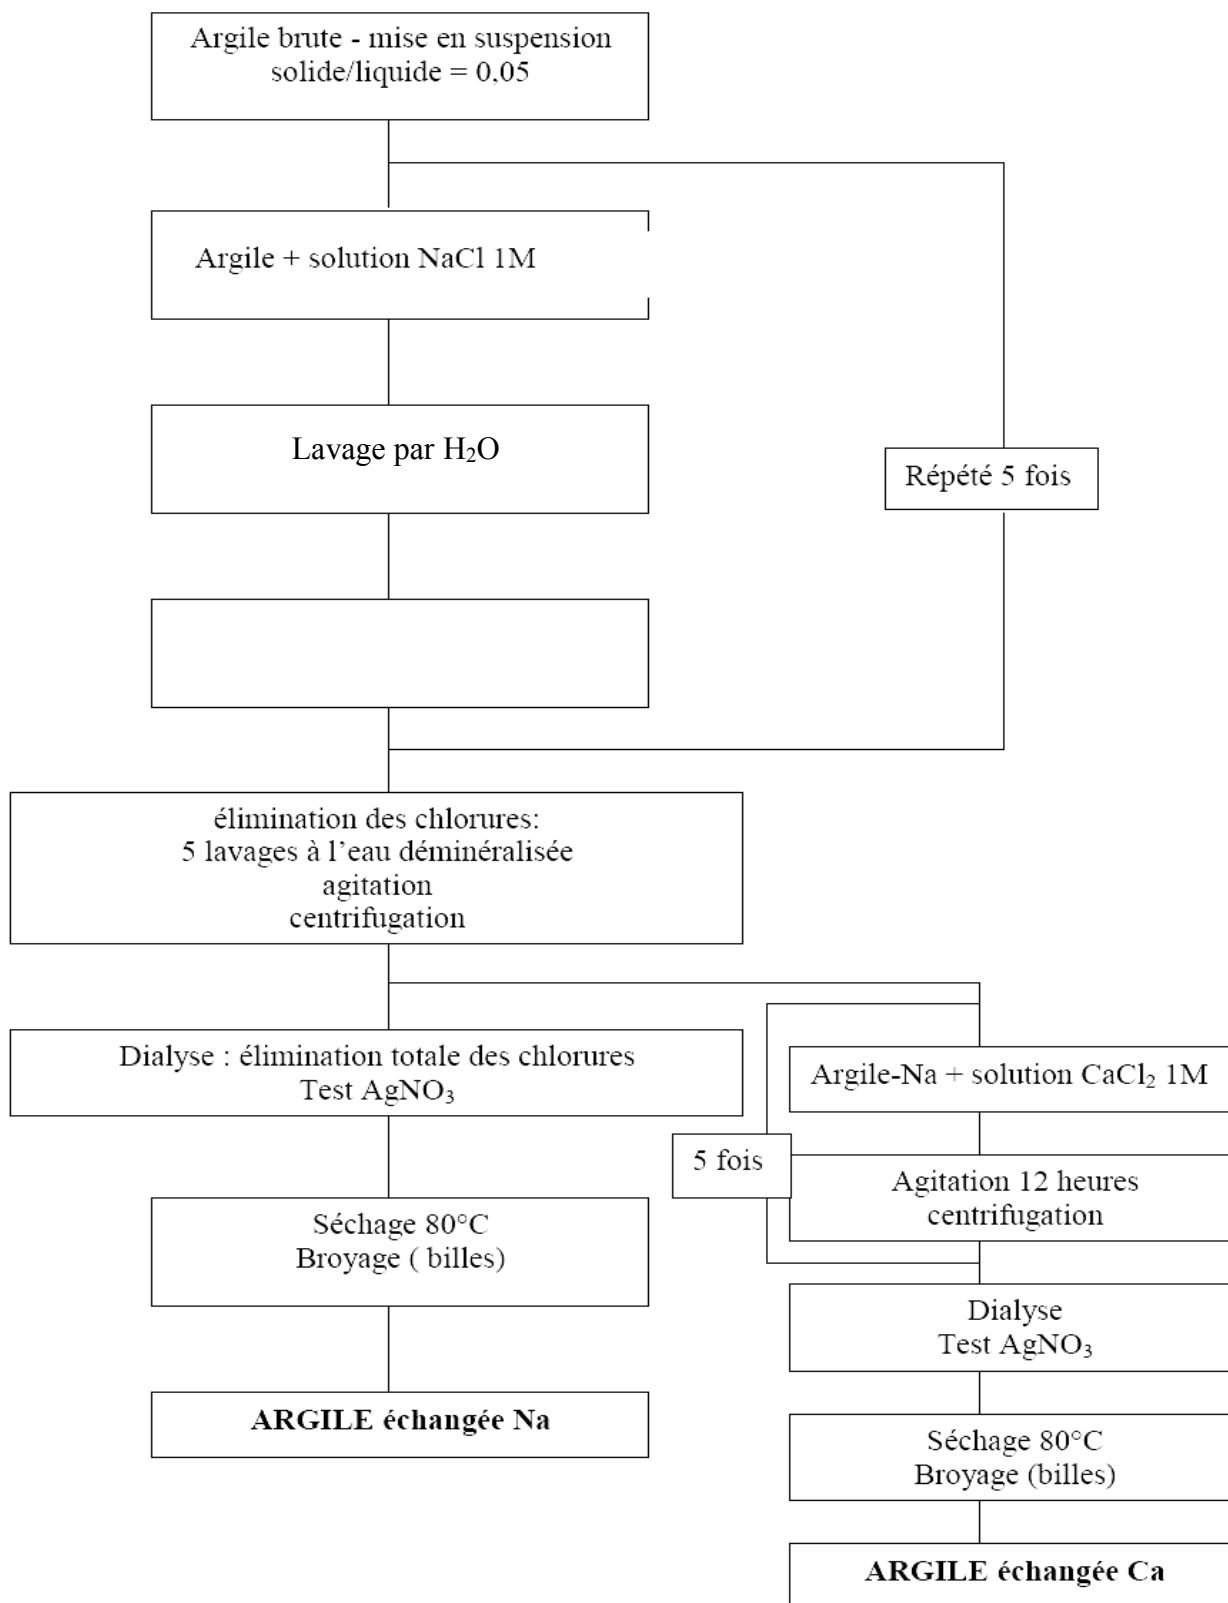 Argile brute - mise en suspension
solide/liquide = 0,05
Argile + solution NaCl 1M
Lavage par H₂O
Répété 5 fois
élimination des chlorures:
5 lavages à l’eau déminéralisée
agitation
centrifugation
Dialyse : élimination totale des chlorures
Test AgNO₃
Argile-Na + solution CaCl₂ 1M
5 fois
Agitation 12 heures
centrifugation
Séchage 80°C
Broyage ( billes)
Dialyse
Test AgNO₃
ARGILE échangée Na
Séchage 80°C
Broyage (billes)
ARGILE échangée Ca